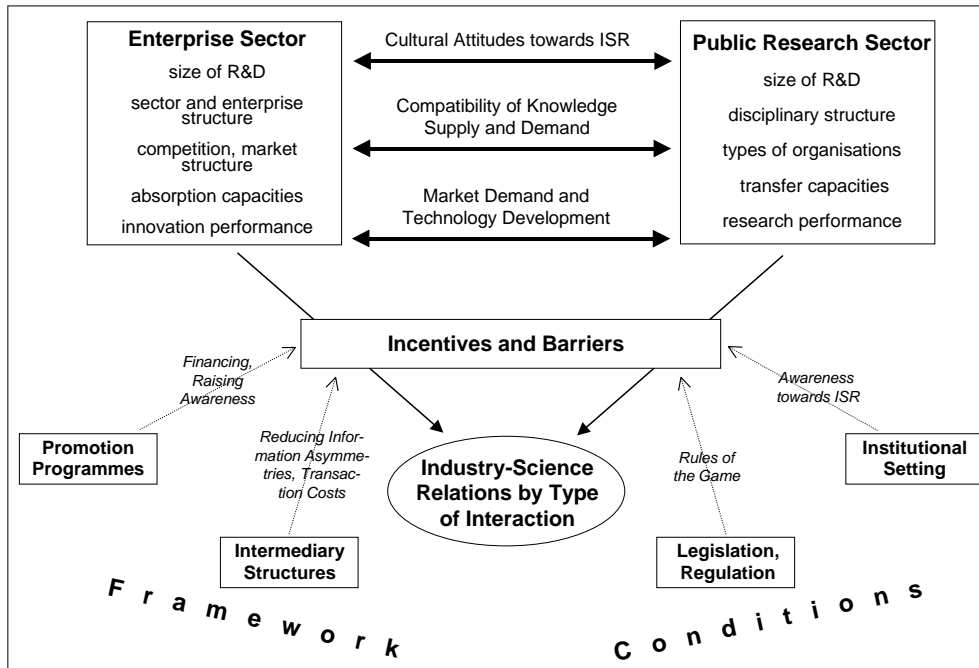 Enterprise Sector
size of R&D
sector and enterprise
structure
competition, market
structure
absorption capacities
innovation performance
Cultural Attitudes towards ISR
Compatibility of Knowledge
Supply and Demand
Market Demand and
Technology Development
Public Research Sector
size of R&D
disciplinary structure
types of organisations
transfer capacities
research performance
Incentives and Barriers
Financing,
Raising
Awareness
Awareness
towards ISR
Promotion
Programmes
Reducing Infor-
mation Asymme-
tries, Transac-
tion Costs
Industry-Science
Relations by Type
of Interaction
Rules of
the Game
Institutional
Setting
Intermediary
Structures
Legislation,
Regulation
Framework
Conditions